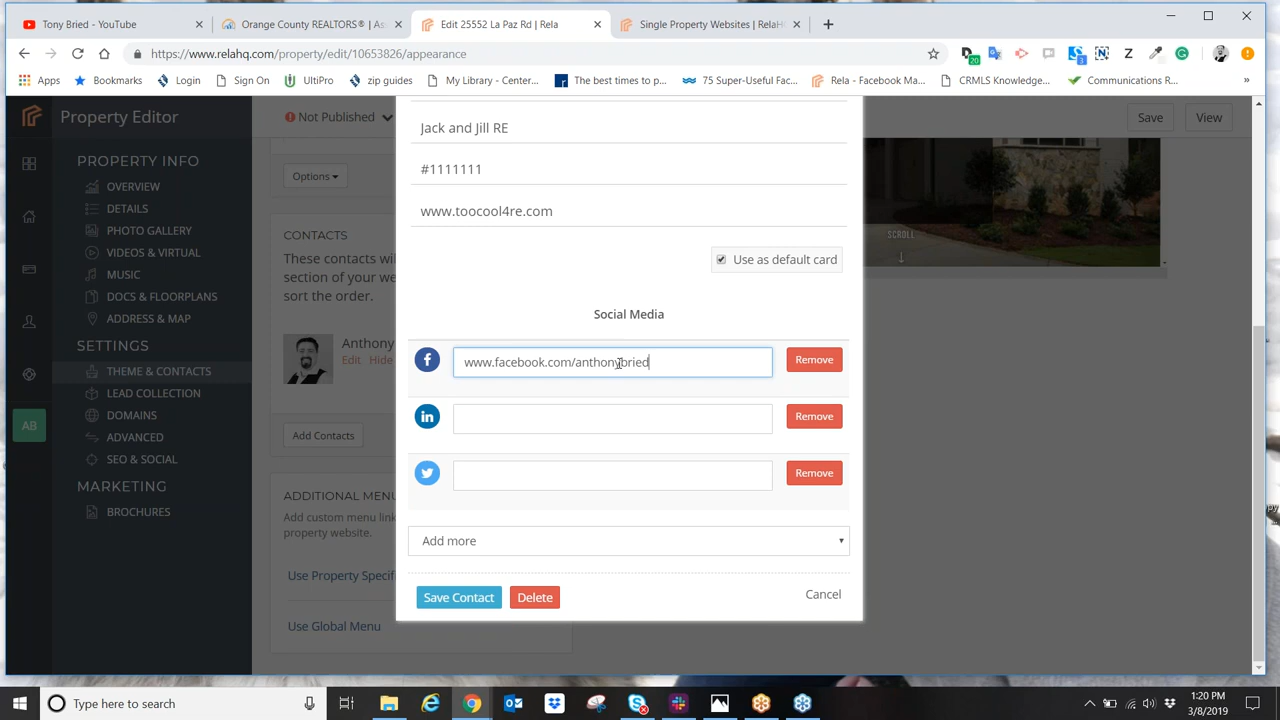 Tony Bried - YouTube
Orange County REALTORS® | As
Edit 25552 La Paz Rd | Rela
Single Property Websites | RelaH
https://www.relahq.com/property/edit/10653826/appearance
20
3
Apps
Bookmarks
Login
Sign On
UltiPro
zip guides
My Library - Center...
The best times to p...
75 Super-Useful Fac...
Rela - Facebook Ma...
CRMLS Knowledge...
Communications R...
»
Property Editor
Not Published
Save
View
PROPERTY INFO
OVERVIEW
DETAILS
PHOTO GALLERY
VIDEOS & VIRTUAL
MUSIC
DOCS & FLOORPLANS
ADDRESS & MAP
SETTINGS
THEME & CONTACTS
LEAD COLLECTION
DOMAINS
ADVANCED
SEO & SOCIAL
MARKETING
BROCHURES
AB
Options
CONTACTS
These contacts wil
section of your we
sort the order.
Anthony
Edit Hide
Add Contacts
ADDITIONAL MENU
Add custom menu link
property website.
Use Property Specifi
Use Global Menu
Jack and Jill RE
#1111111
www.toocool4re.com
Use as default card
Social Media
www.facebook.com/anthonybried
Remove
in
Remove
Remove
Add more
Save Contact
Delete
Cancel
SCROLL
Type here to search
1:20 PM
3/8/2019